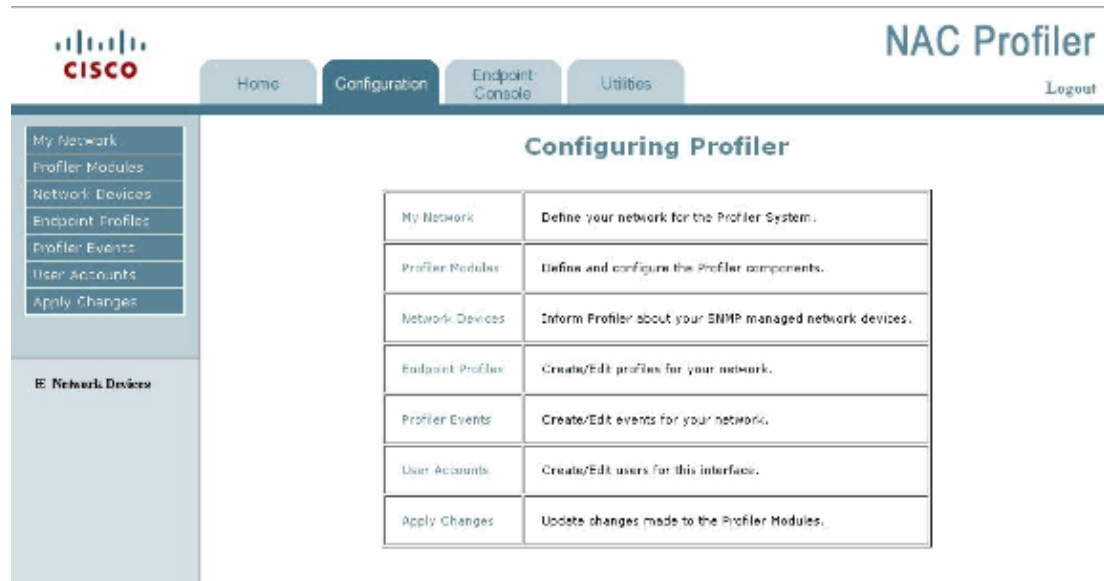 CISCO
NAC Profiler
Home
Configuration
Endpoint Console
Utilities
Logout
My Network
Profiler Modules
Network Devices
Endpoint Profiles
Profiler Events
User Accounts
Apply Changes
Network Devices
Configuring Profiler
My Network Define your network for the Profiler System.
Profiler Modules Define and configure the Profiler components.
Network Devices Inform Profiler about your SNMP managed network devices.
Endpoint Profiles Create/Edit profiles for your network.
Profiler Events Create/Edit events for your network.
User Accounts Create/Edit users for this interface.
Apply Changes Update changes made to the Profiler Modules.